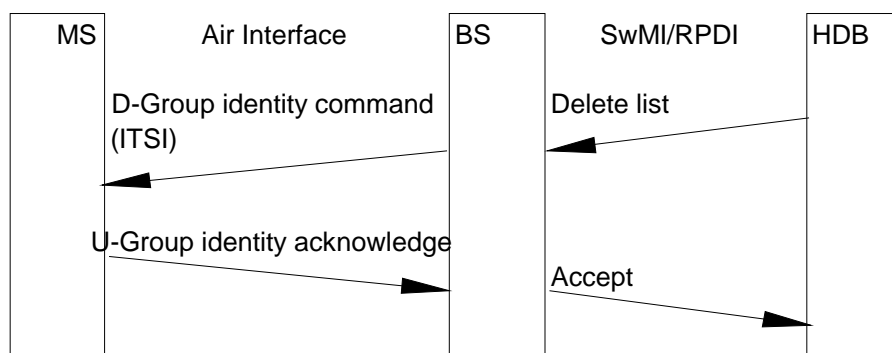 MS
Air Interface
BS
SwMI/RPDI
HDB
D-Group identity command
(ITSI)
Delete list
U-Group identity acknowledge
Accept